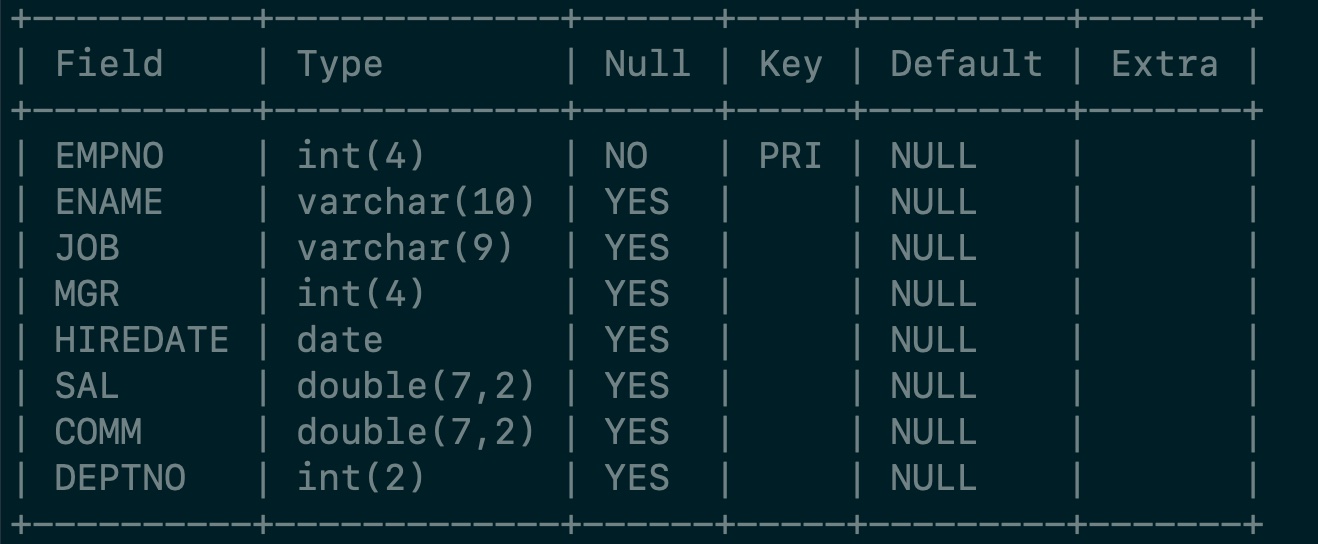 +----------+-------------+------+-----+---------+-------+
| Field    | Type        | Null | Key | Default | Extra |
+----------+-------------+------+-----+---------+-------+
| EMPNO    | int(4)      | NO   | PRI | NULL    |       |
| ENAME    | varchar(10) | YES  |     | NULL    |       |
| JOB      | varchar(9)  | YES  |     | NULL    |       |
| MGR      | int(4)      | YES  |     | NULL    |       |
| HIREDATE | date        | YES  |     | NULL    |       |
| SAL      | double(7,2) | YES  |     | NULL    |       |
| COMM     | double(7,2) | YES  |     | NULL    |       |
| DEPTNO   | int(2)      | YES  |     | NULL    |       |
+----------+-------------+------+-----+---------+-------+